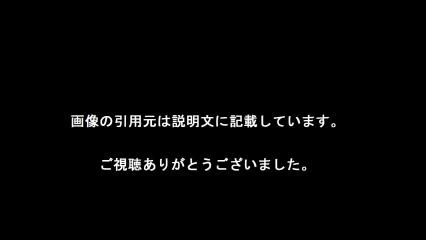 画像の引用元は説明文に記載しています。
ご視聴ありがとうございました。